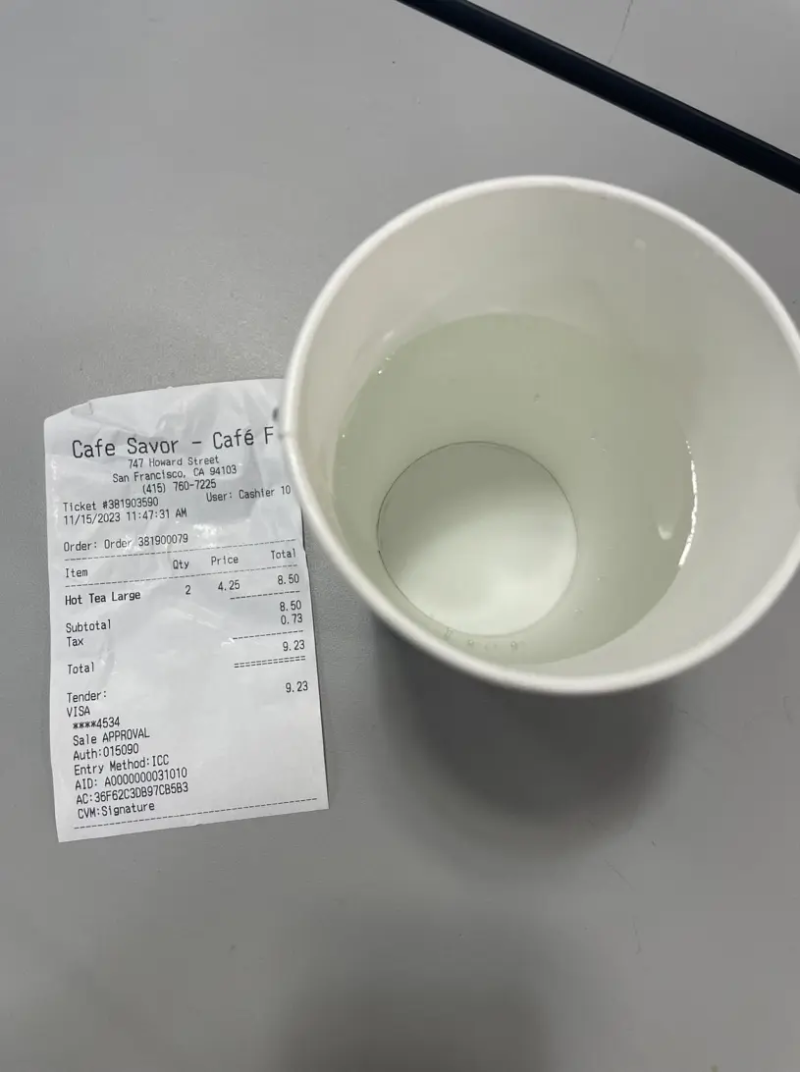 Cafe Savor - Café F
747 Howard Street
San Francisco, CA 94103
(415) 760-7225
Ticket #381903590 User: Cashier 10
11/15/2023 11:47:31 AM
Order: Order 381900079
Item Qty Price Total
Hot Tea Large 2 4.25 8.50
Subtotal 8.50
Tax 0.73
Total 9.23
Tender:
VISA 9.23
****4534
Sale APPROVAL
Auth:015090
Entry Method:ICC
AID: A0000000031010
AC:36F62C3DB97CB5B3
CVM:Signature